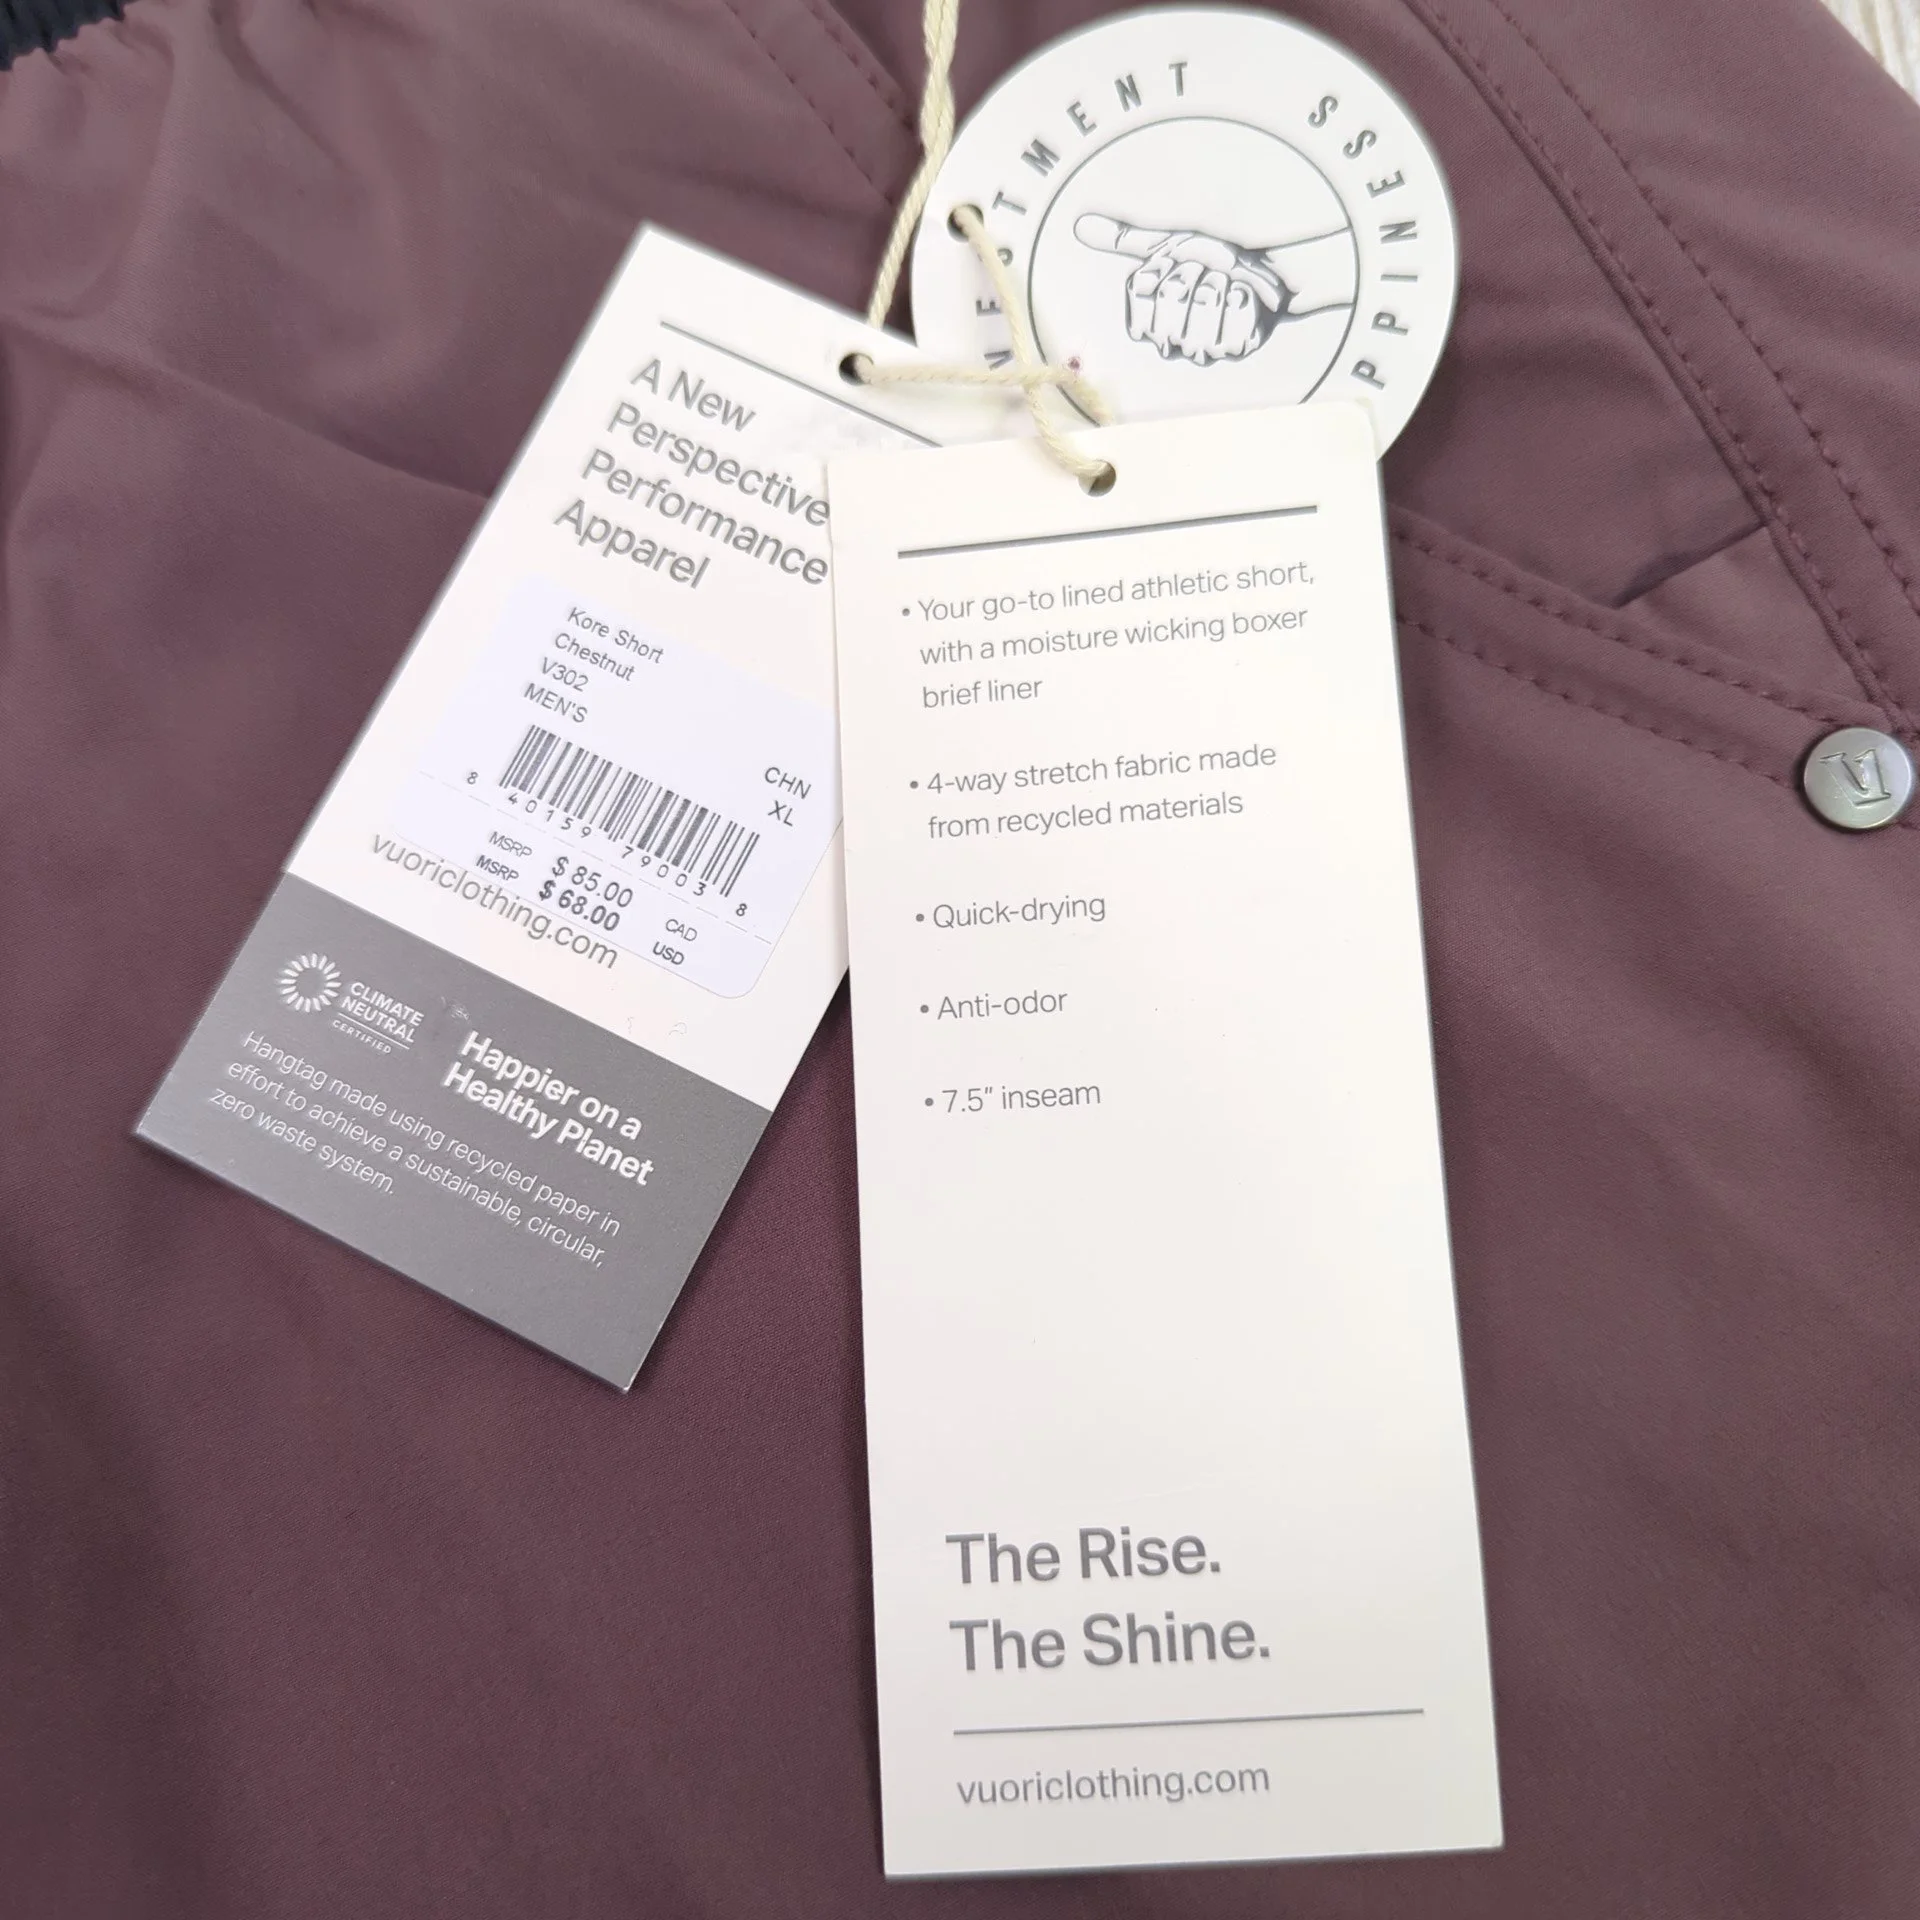 A New
Perspective
Performance
Apparel
Kore Short
Chestnut
V302
MEN'S
CHN
XL
8 40159 79003 8
MSRP $ 85.00 CAD
MSRP $ 68.00 USD
vuoriclothing.com
CLIMATE
NEUTRAL
CERTIFIED
Happier on a
Healthy Planet
Hangtag made using recycled paper in
effort to achieve a sustainable, circular,
zero waste system.
• Your go-to lined athletic short,
with a moisture wicking boxer
brief liner
• 4-way stretch fabric made
from recycled materials
• Quick-drying
• Anti-odor
• 7.5" inseam
The Rise.
The Shine.
vuoriclothing.com
V1